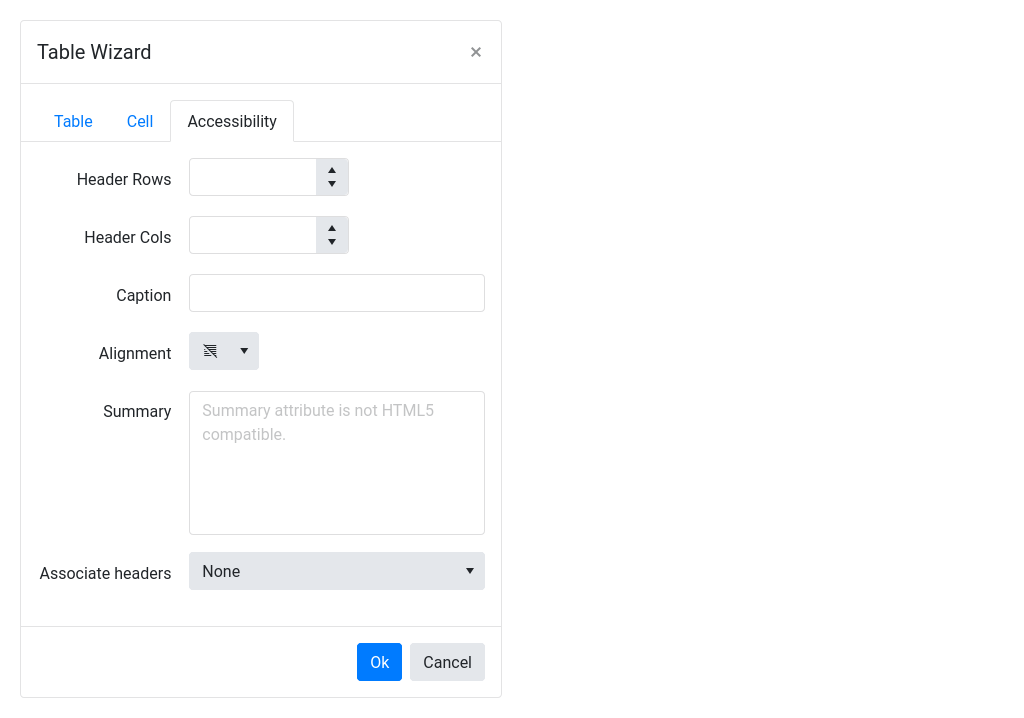 Table Wizard
×
Table Cell Accessibility
Header Rows
Header Cols
Caption
Alignment
Summary
Summary attribute is not HTML5
compatible.
Associate headers None
Ok Cancel